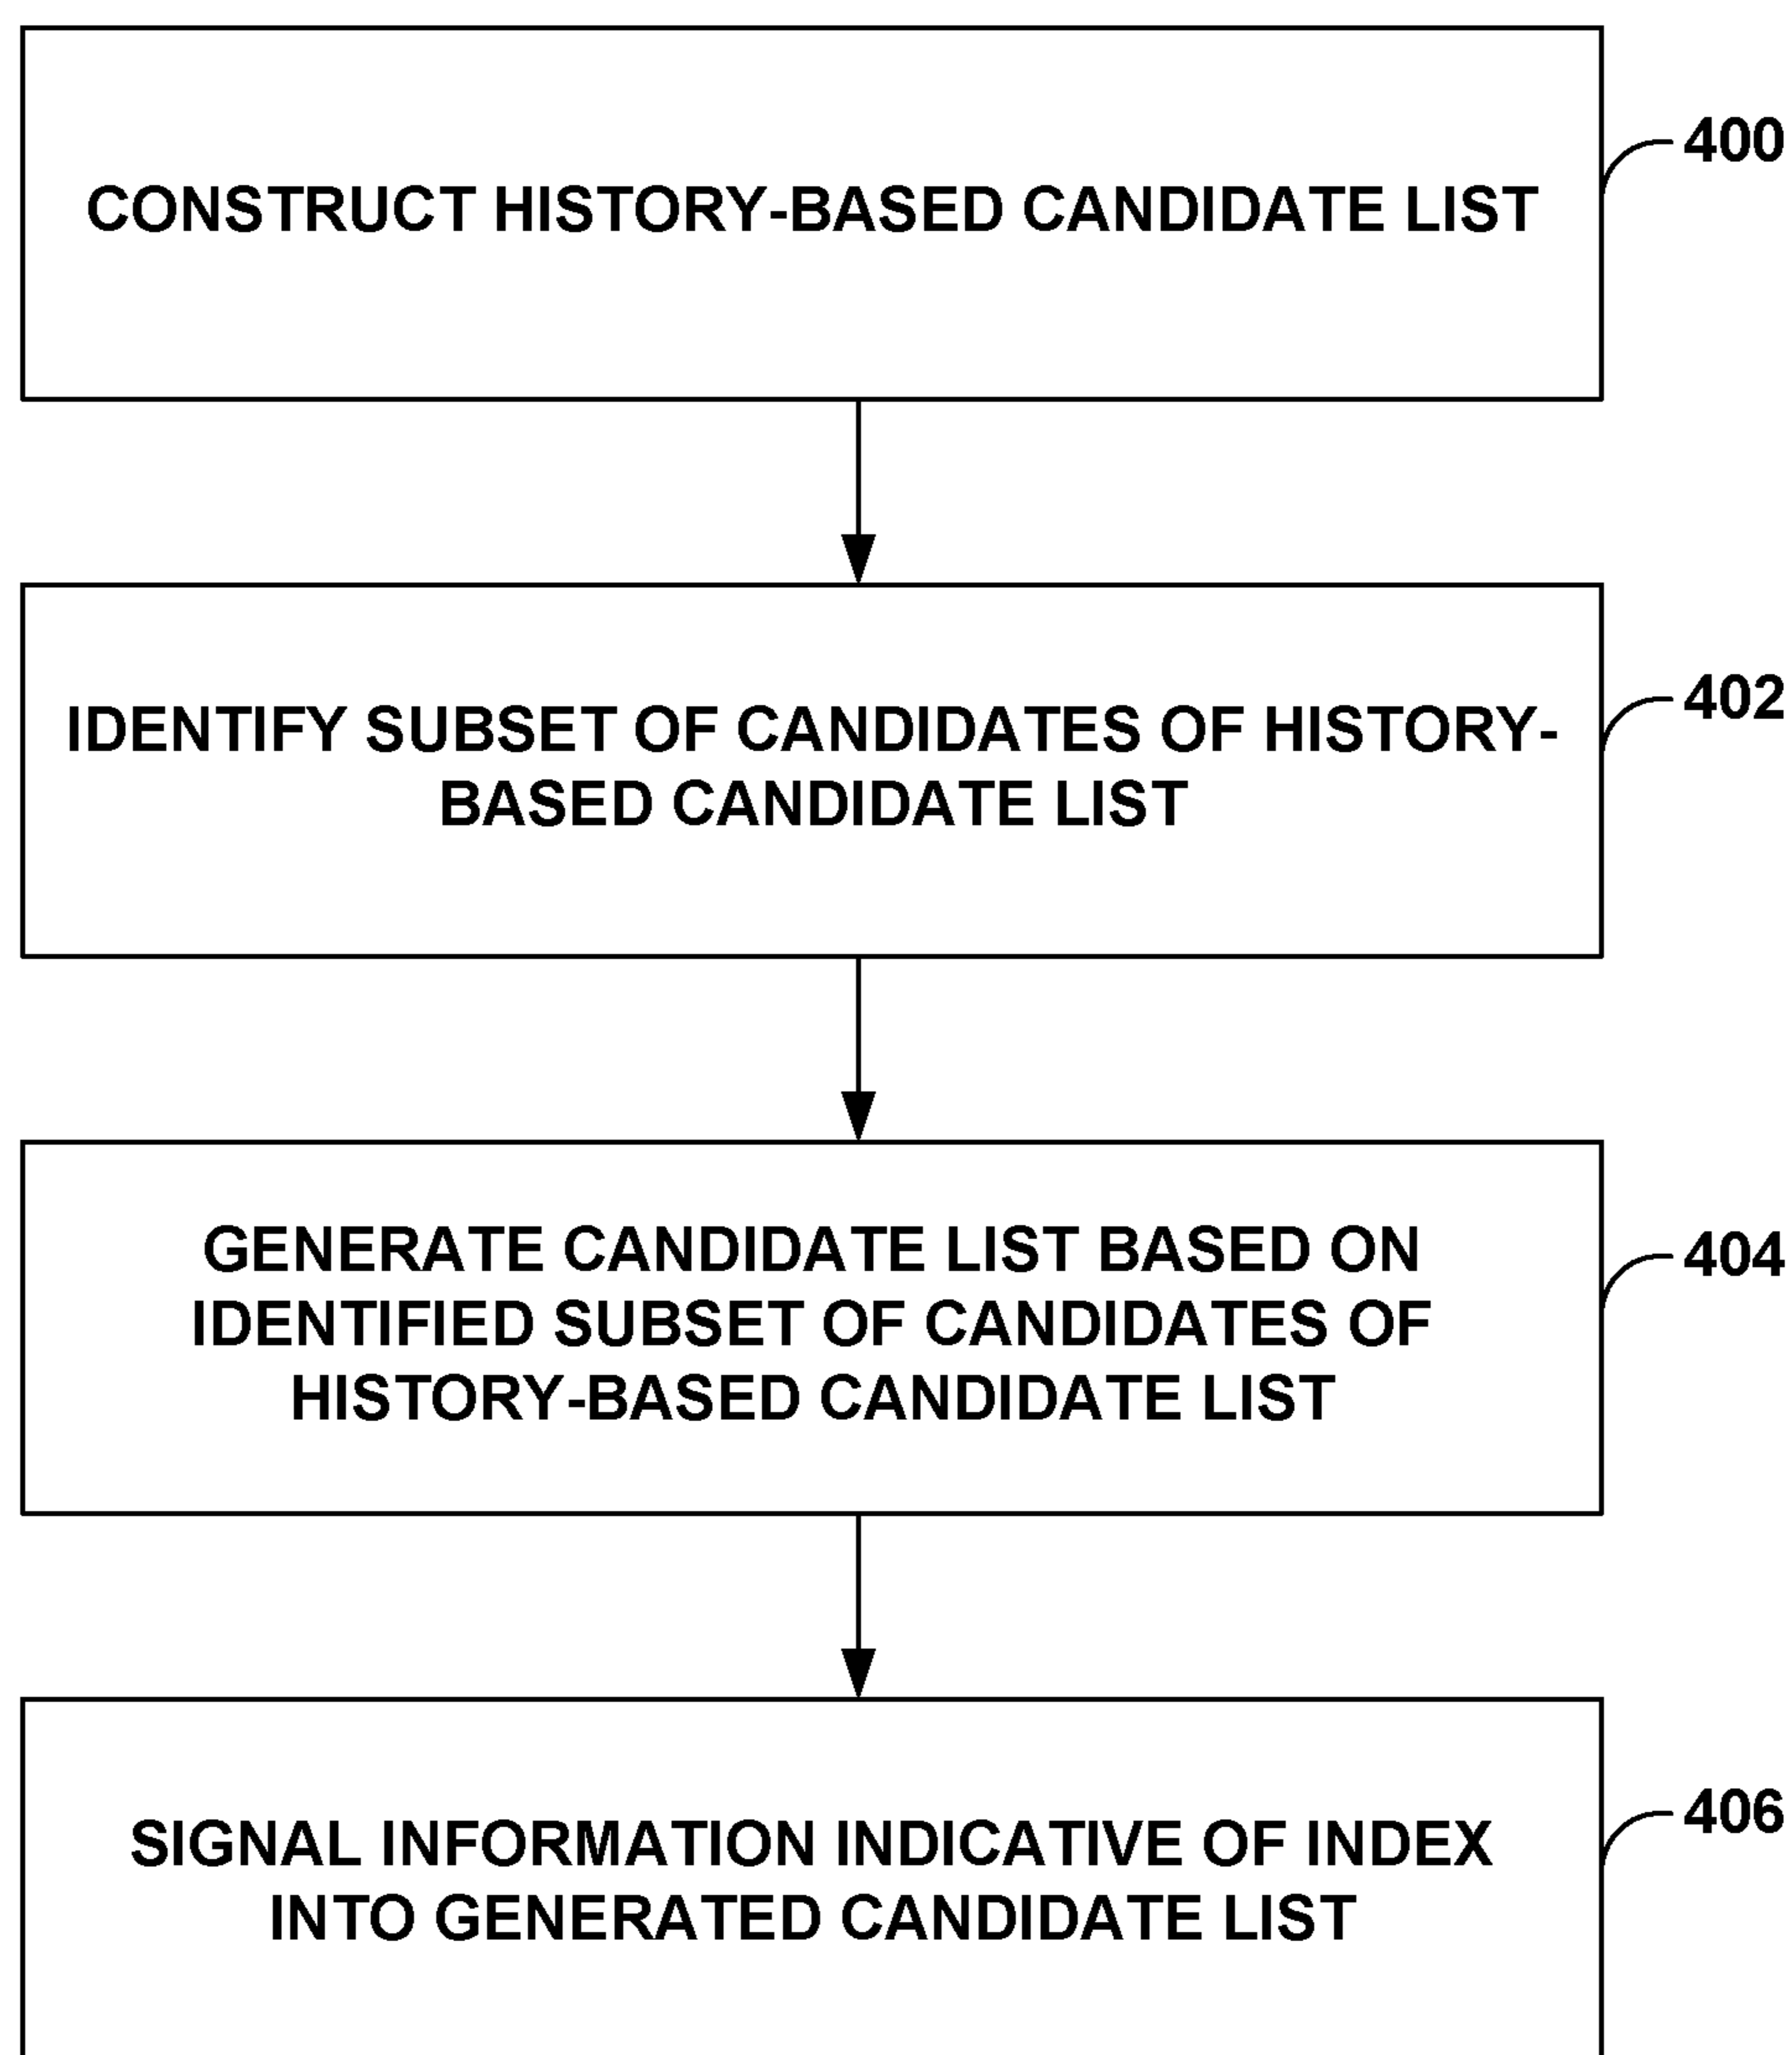 CONSTRUCT HISTORY-BASED CANDIDATE LIST
400
IDENTIFY SUBSET OF CANDIDATES OF HISTORY-
BASED CANDIDATE LIST
402
GENERATE CANDIDATE LIST BASED ON
IDENTIFIED SUBSET OF CANDIDATES OF
HISTORY-BASED CANDIDATE LIST
404
SIGNAL INFORMATION INDICATIVE OF INDEX
INTO GENERATED CANDIDATE LIST
406